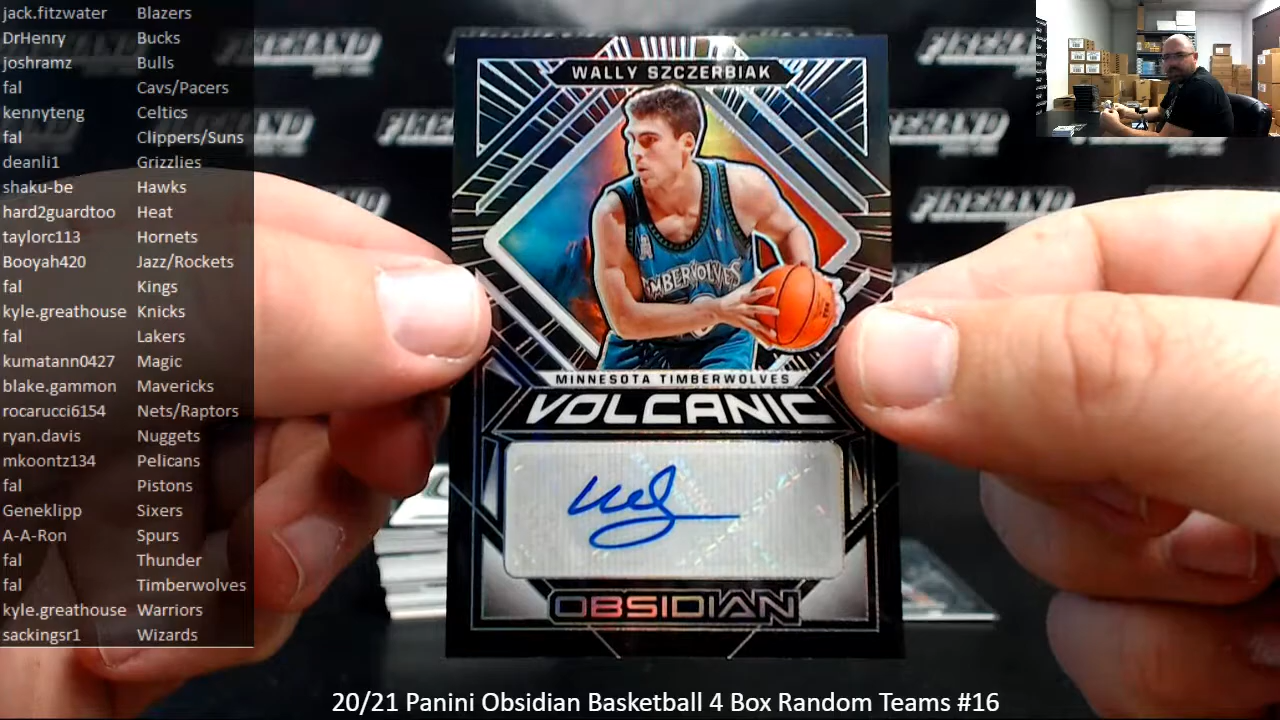 jack.fitzwater Blazers
DrHenry Bucks
joshramz Bulls
fal Cavs/Pacers
kennyteng Celtics
fal Clippers/Suns
deanli1 Grizzlies
shaku-be Hawks
hard2guardtoo Heat
taylorc113 Hornets
Booyah420 Jazz/Rockets
fal Kings
kyle.greathouse Knicks
fal Lakers
kumatann0427 Magic
blake.gammon Mavericks
rocarucci6154 Nets/Raptors
ryan.davis Nuggets
mkoontz134 Pelicans
fal Pistons
Geneklipp Sixers
A-A-Ron Spurs
fal Thunder
fal Timberwolves
kyle.greathouse Warriors
sackingsr1 Wizards
FIREHAND
FIREHAND
FIREHAND
FIREHAND
WALLY SZCZERBIAK
MINNESOTA TIMBERWOLVES
VOLCANIC
OBSIDIAN
20/21 Panini Obsidian Basketball 4 Box Random Teams #16